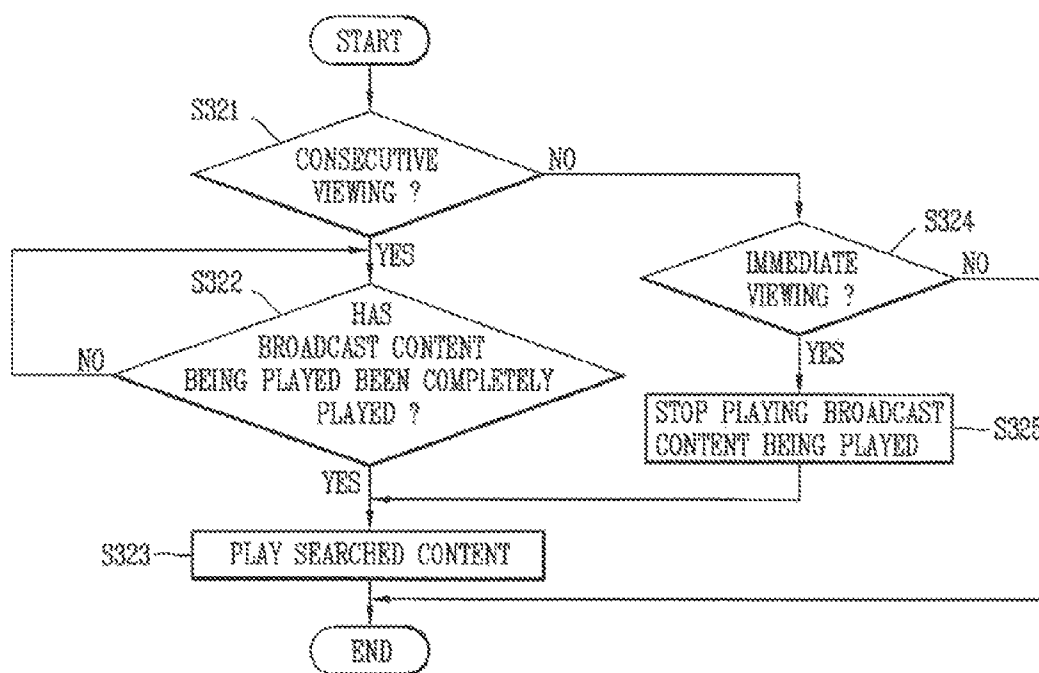 START
S321
CONSECUTIVE
VIEWING ?
NO
YES
S324
IMMEDIATE
VIEWING ?
NO
YES
S322
HAS
BROADCAST CONTENT
BEING PLAYED BEEN COMPLETELY
PLAYED ?
NO
YES
STOP PLAYING BROADCAST
CONTENT BEING PLAYED
S325
S323
PLAY SEARCHED CONTENT
END